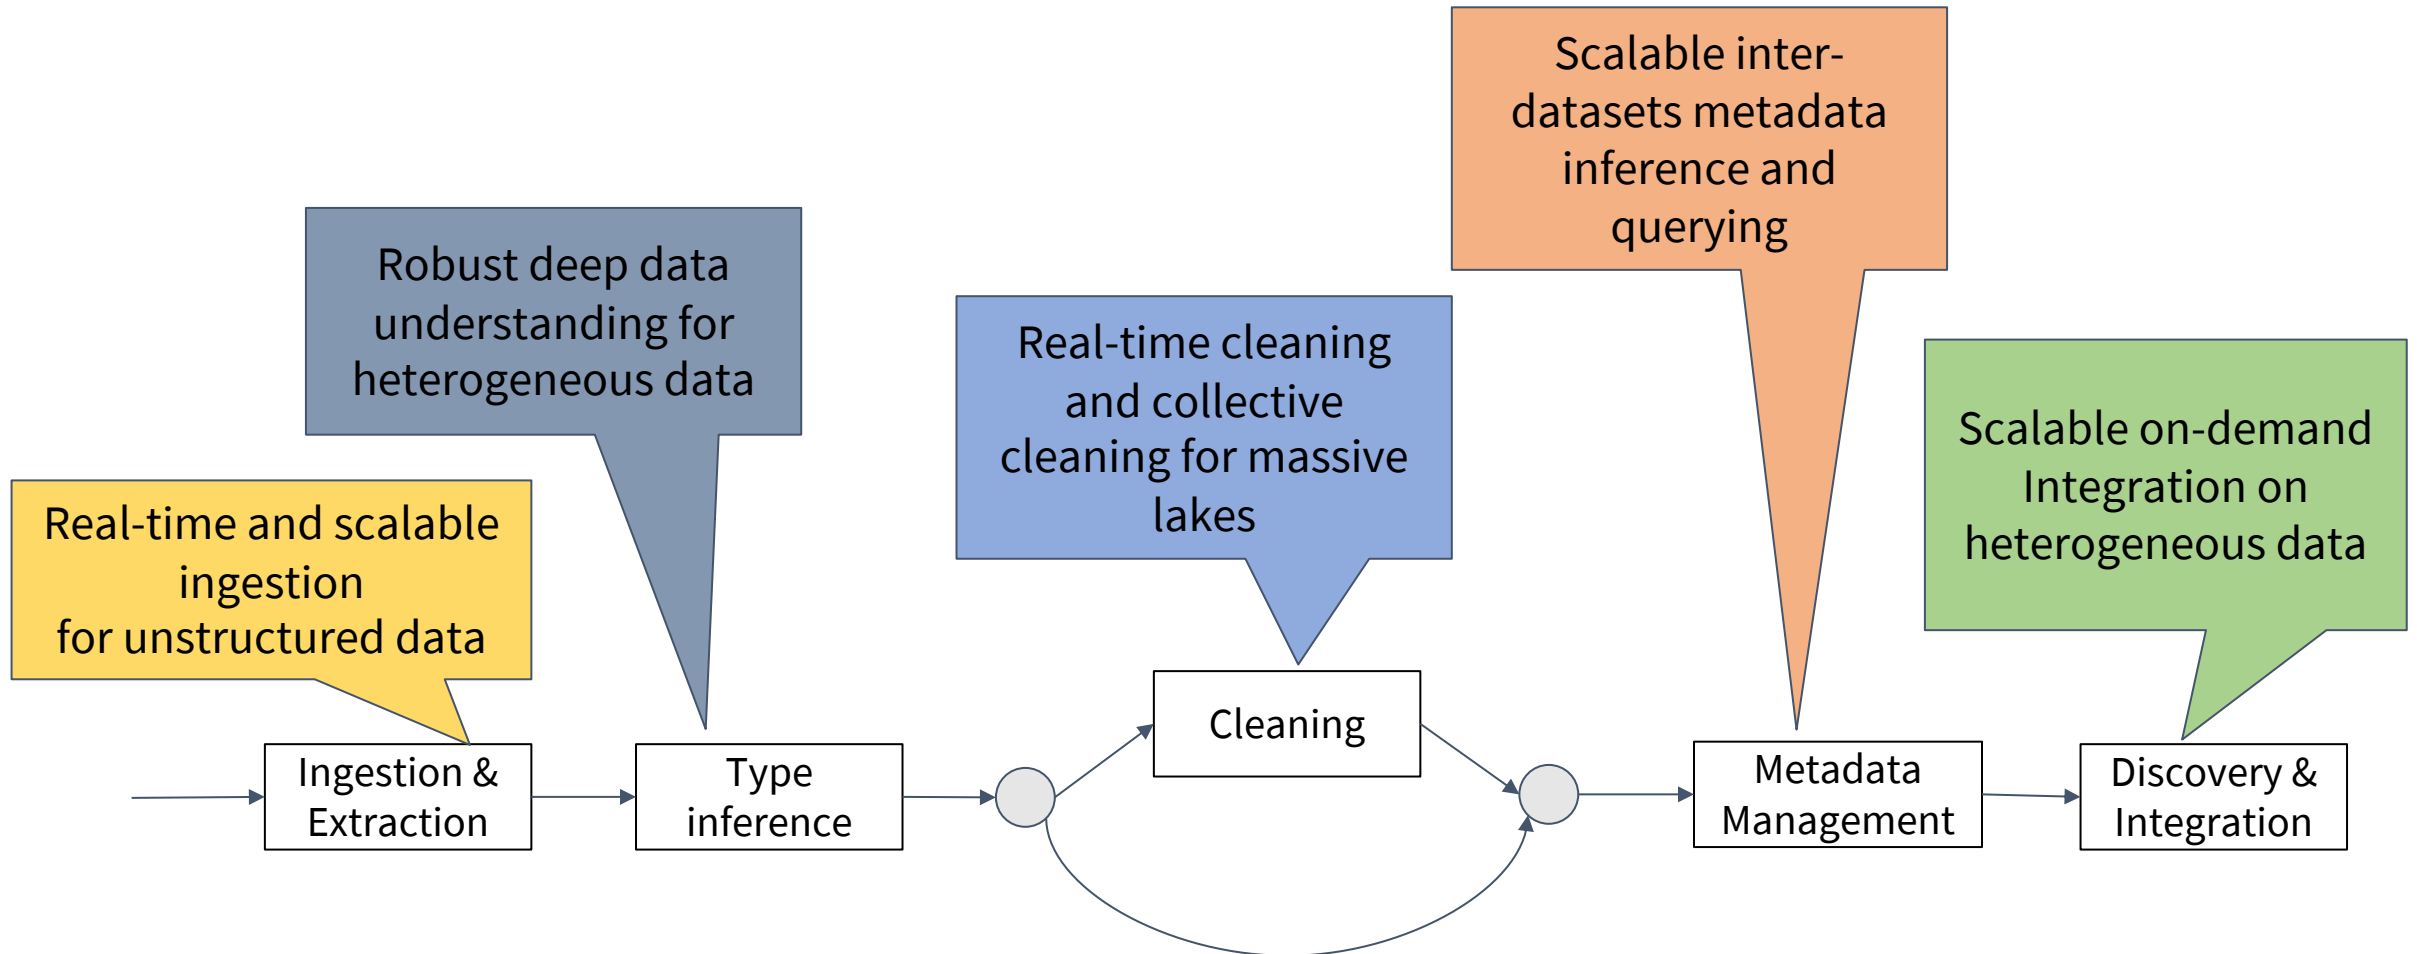 Scalable inter-
datasets metadata
inference and
querying
Robust deep data
understanding for
heterogeneous data
Real-time cleaning
and collective
cleaning for massive
lakes
Scalable on-demand
Integration on
heterogeneous data
Real-time and scalable
ingestion
for unstructured data
Ingestion &
Extraction
Type
inference
Cleaning
Metadata
Management
Discovery &
Integration